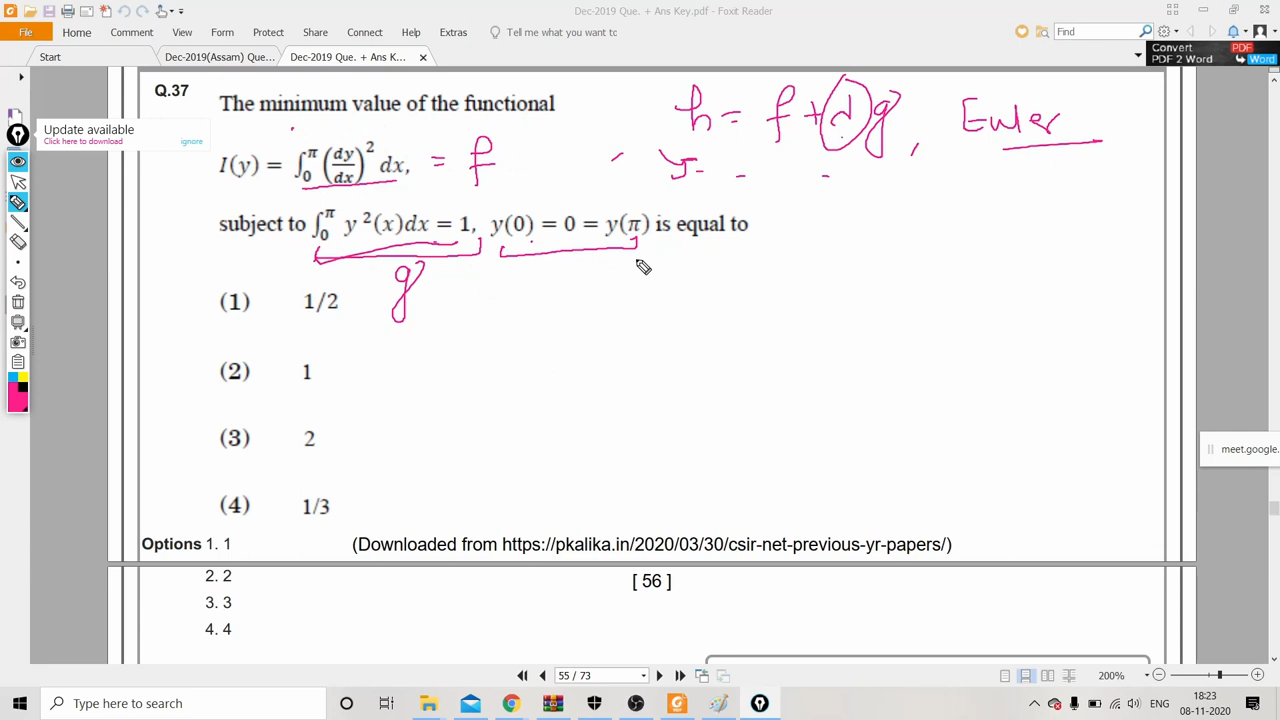 Dec-2019 Que. + Ans Key.pdf - Foxit Reader
File Home Comment View Form Protect Share Connect Help Extras Tell me what you want to Find
Start Dec-2019(Assam) Que... Dec-2019 Que. + Ans K...
Convert PDF
PDF 2 Word Word
Update available
Click here to download ignore
Q.37
The minimum value of the functional
h = f + λg, Euler
I(y) = ∫₀^π (dy/dx)² dx, = f
y = - -
subject to ∫₀^π y ²(x)dx = 1, y(0) = 0 = y(π) is equal to
g
(1) 1/2
(2) 1
(3) 2
(4) 1/3
Options 1. 1 (Downloaded from https://pkalika.in/2020/03/30/csir-net-previous-yr-papers/)
[ 56 ]
2. 2
3. 3
4. 4
meet.google.
55 / 73 200%
Type here to search
ENG
18:23
08-11-2020